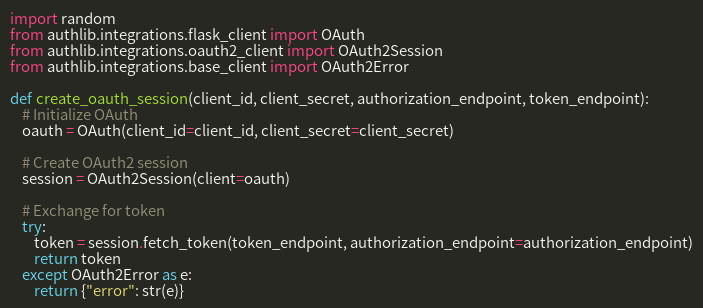 import random
from authlib.integrations.flask_client import OAuth
from authlib.integrations.oauth2_client import OAuth2Session
from authlib.integrations.base_client import OAuth2Error

def create_oauth_session(client_id, client_secret, authorization_endpoint, token_endpoint):
    # Initialize OAuth
    oauth = OAuth(client_id=client_id, client_secret=client_secret)

    # Create OAuth2 session
    session = OAuth2Session(client=oauth)

    # Exchange for token
    try:
        token = session.fetch_token(token_endpoint, authorization_endpoint=authorization_endpoint)
        return token
    except OAuth2Error as e:
        return {"error": str(e)}